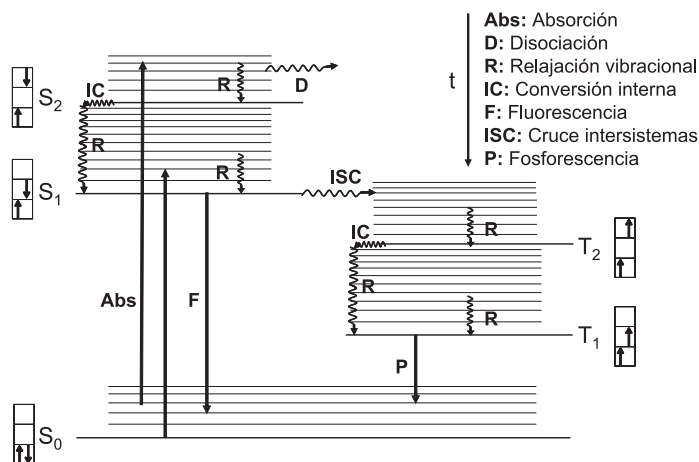 Abs: Absorción
D: Disociación
R: Relajación vibracional
IC: Conversión interna
F: Fluorescencia
ISC: Cruce intersistemas
P: Fosforescencia
t
S2
IC
R
D
R
S1
R
ISC
R
IC
T2
Abs
F
R
R
T1
P
S0